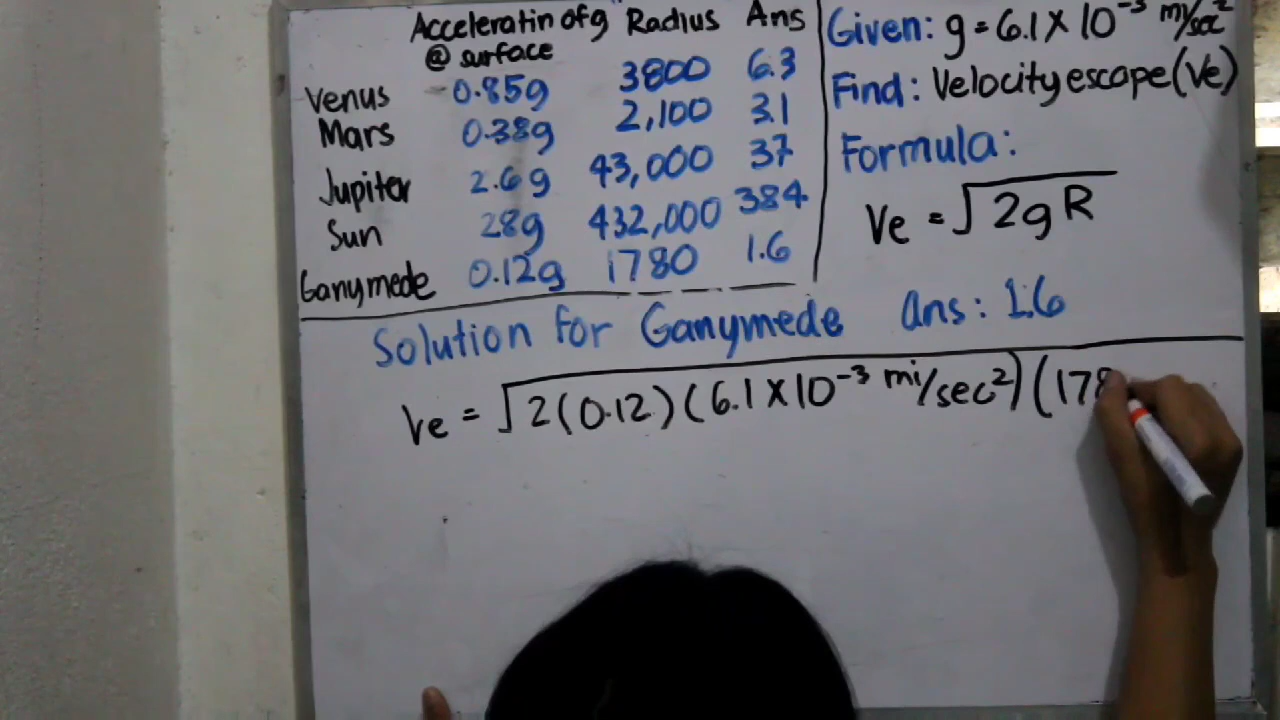 Acceleratin of g Radius Ans
@ surface
Venus 0.85g 3800 6.3
Mars 0.38g 2,100 3.1
Jupiter 2.6g 43,000 37
Sun 28g 432,000 384
Ganymede 0.12g 1780 1.6
Given: g = 6.1 X 10⁻³ mi/sec²
Find: Velocity escape (Ve)
Formula:
Ve = √2gR
Solution for Ganymede Ans: 1.6
Ve = √2(0.12)(6.1 X 10⁻³ mi/sec²)(178